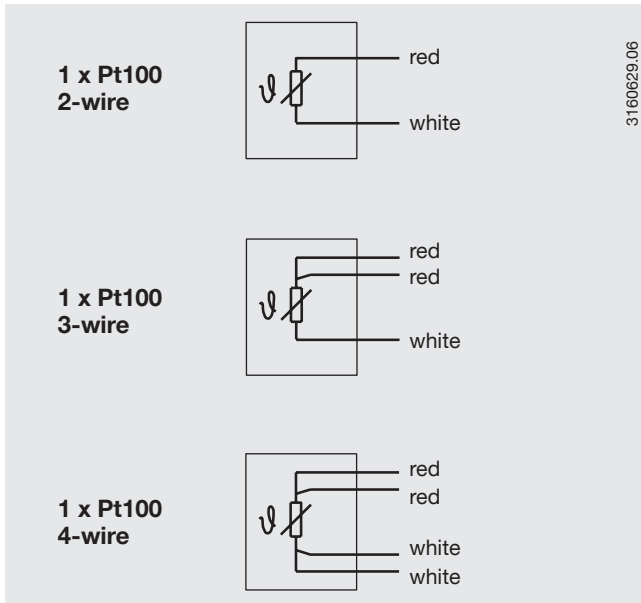 1 x Pt100
2-wire
red
white
3160629.06
1 x Pt100
3-wire
red
red
white
1 x Pt100
4-wire
red
red
white
white